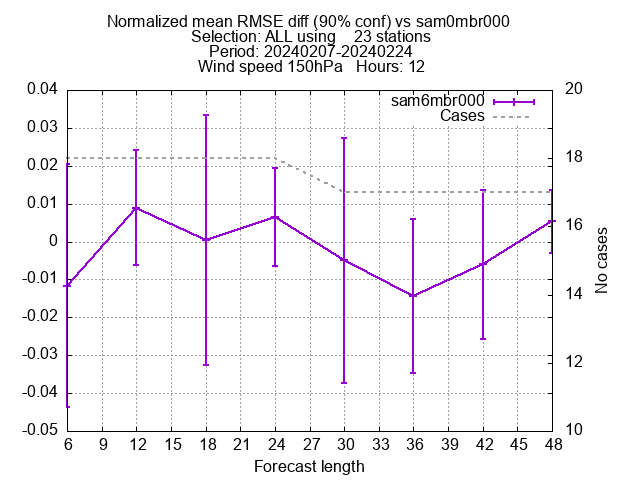 Normalized mean RMSE diff (90% conf) vs sam0mbr000
Selection: ALL using    23 stations
Period: 20240207-20240224
Wind speed 150hPa   Hours: 12
sam6mbr000
Cases
0.04
0.03
0.02
0.01
0
-0.01
-0.02
-0.03
-0.04
-0.05
20
18
16
14
12
10
No cases
6 9 12 15 18 21 24 27 30 33 36 39 42 45 48
Forecast length